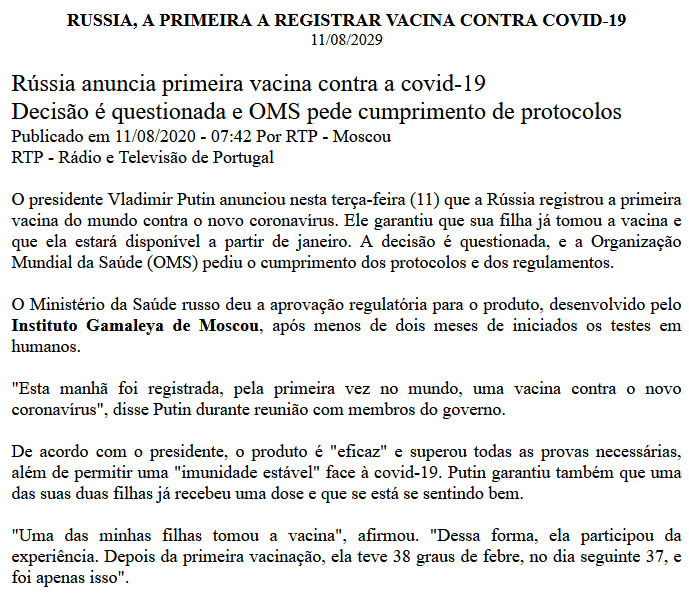 RUSSIA, A PRIMEIRA A REGISTRAR VACINA CONTRA COVID-19
11/08/2029
Rússia anuncia primeira vacina contra a covid-19
Decisão é questionada e OMS pede cumprimento de protocolos
Publicado em 11/08/2020 - 07:42 Por RTP - Moscou
RTP - Rádio e Televisão de Portugal
O presidente Vladimir Putin anunciou nesta terça-feira (11) que a Rússia registrou a primeira
vacina do mundo contra o novo coronavírus. Ele garantiu que sua filha já tomou a vacina e
que ela estará disponível a partir de janeiro. A decisão é questionada, e a Organização
Mundial da Saúde (OMS) pediu o cumprimento dos protocolos e dos regulamentos.
O Ministério da Saúde russo deu a aprovação regulatória para o produto, desenvolvido pelo
Instituto Gamaleya de Moscou, após menos de dois meses de iniciados os testes em
humanos.
"Esta manhã foi registrada, pela primeira vez no mundo, uma vacina contra o novo
coronavírus", disse Putin durante reunião com membros do governo.
De acordo com o presidente, o produto é "eficaz" e superou todas as provas necessárias,
além de permitir uma "imunidade estável" face à covid-19. Putin garantiu também que uma
das suas duas filhas já recebeu uma dose e que se está se sentindo bem.
"Uma das minhas filhas tomou a vacina", afirmou. "Dessa forma, ela participou da
experiência. Depois da primeira vacinação, ela teve 38 graus de febre, no dia seguinte 37, e
foi apenas isso".